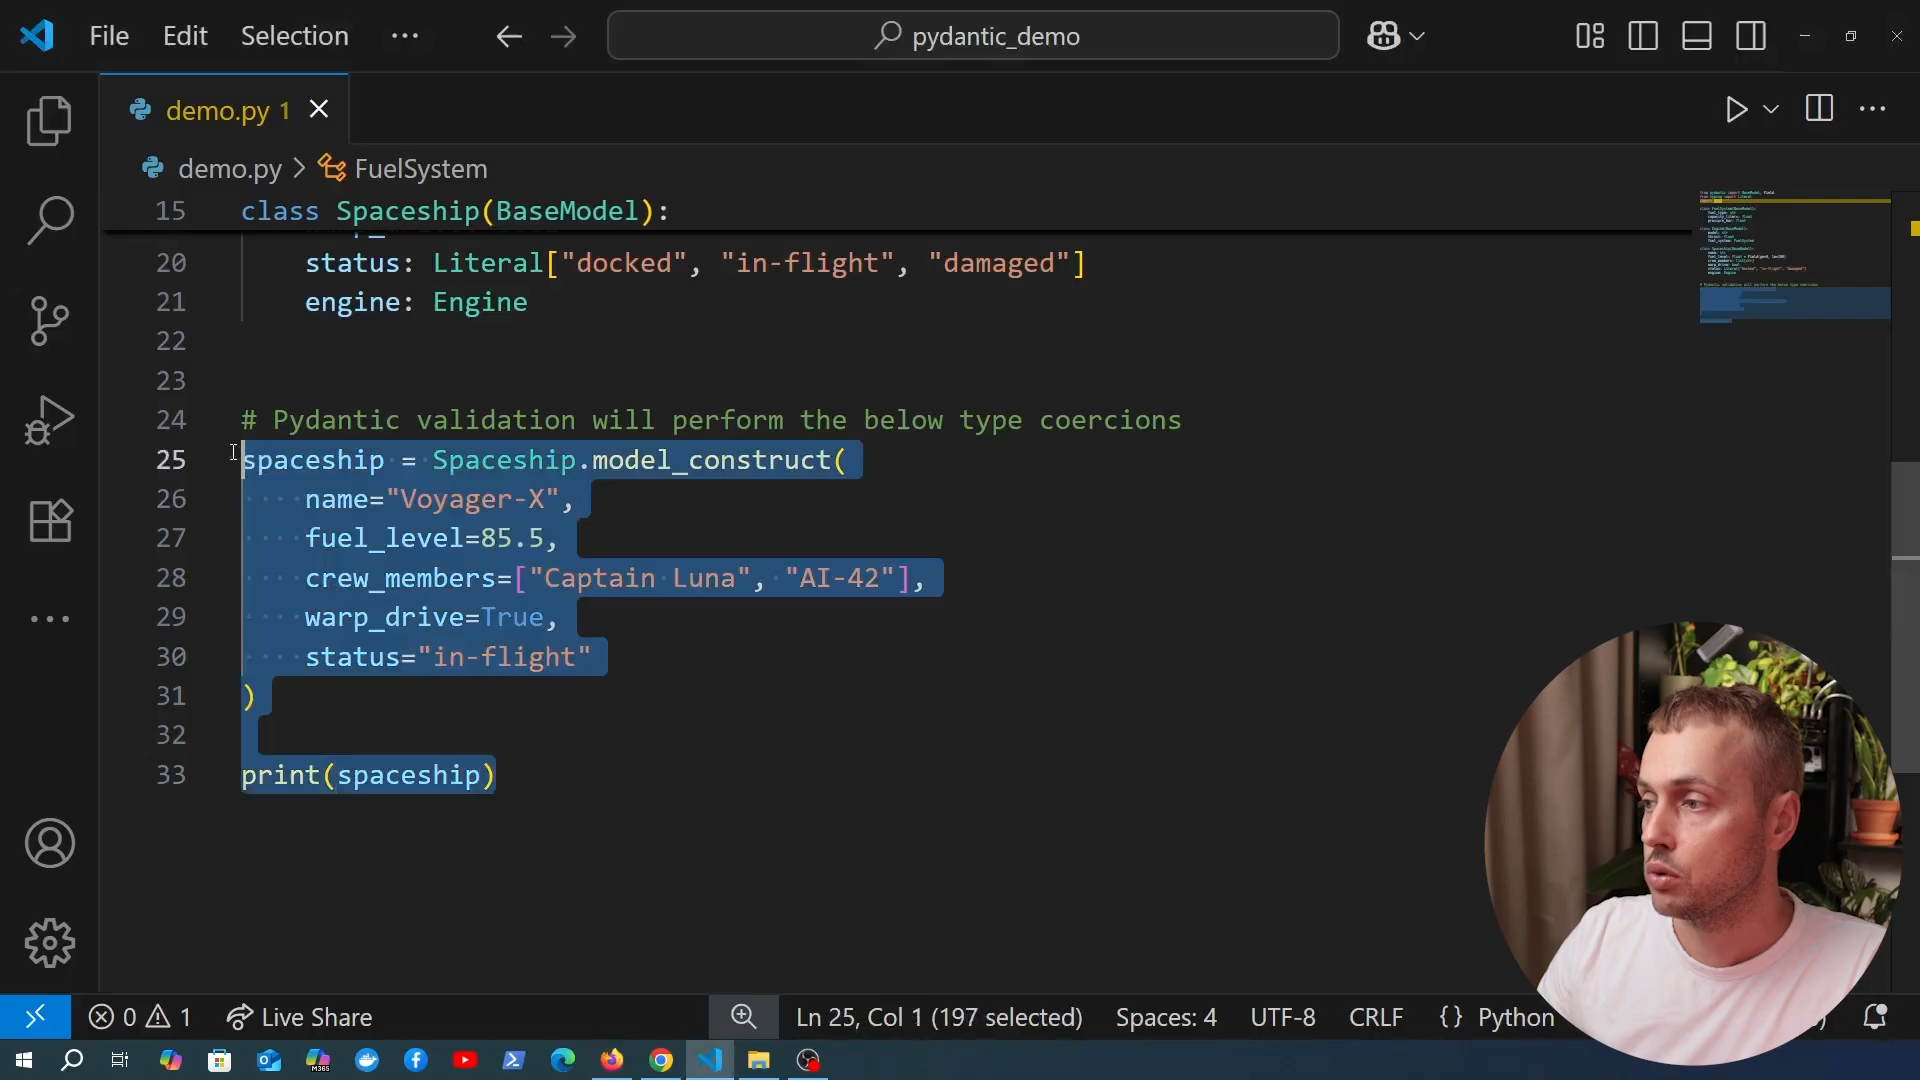 File Edit Selection ··· pydantic_demo
demo.py 1
demo.py > FuelSystem
15 class Spaceship(BaseModel):
20 status: Literal["docked", "in-flight", "damaged"]
21 engine: Engine
22
23
24 # Pydantic validation will perform the below type coercions
25 spaceship = Spaceship.model_construct(
26 name="Voyager-X",
27 fuel_level=85.5,
28 crew_members=["Captain Luna", "AI-42"],
29 warp_drive=True,
30 status="in-flight"
31 )
32
33 print(spaceship)
0 1 Live Share Ln 25, Col 1 (197 selected) Spaces: 4 UTF-8 CRLF {} Python